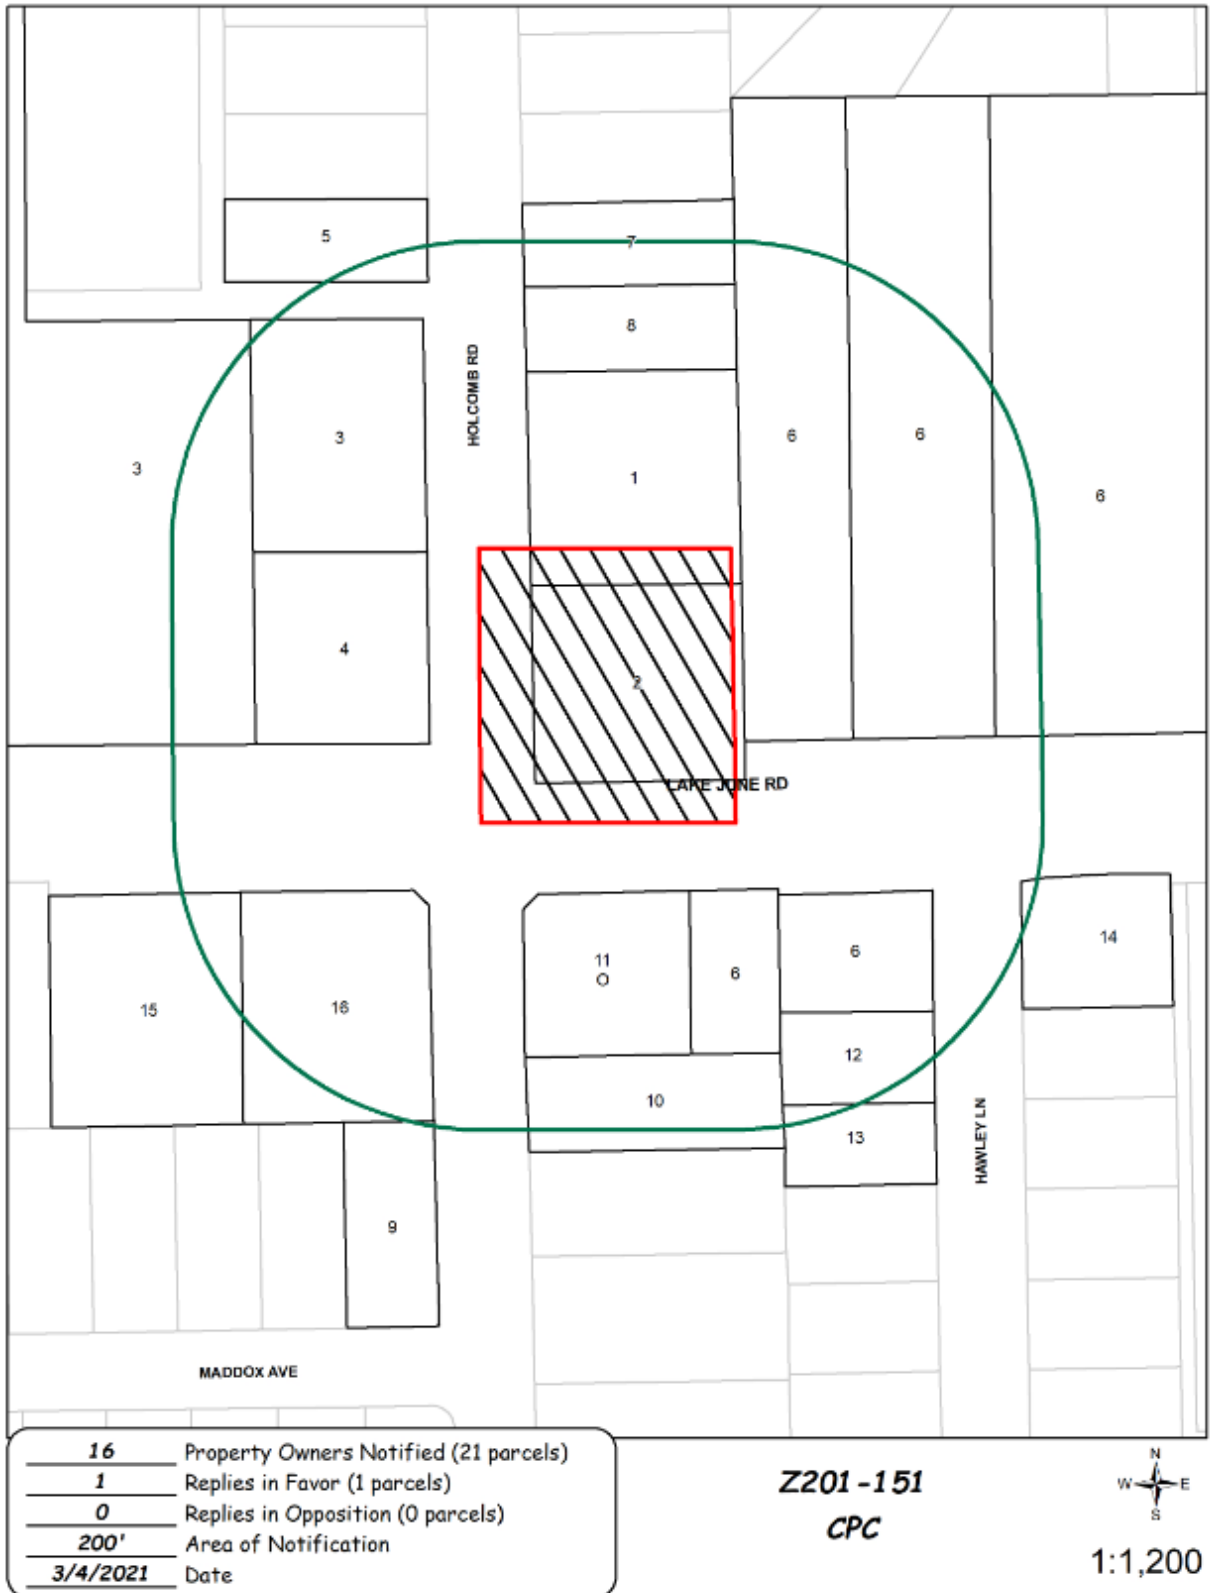 5
7
8
HOLCOMB RD
3
6
6
3
1
6
4
2
LAKE JUNE RD
11
O
6
6
14
15
16
12
10
13
HAWLEY LN
9
MADDOX AVE
16 Property Owners Notified (21 parcels)
1 Replies in Favor (1 parcels)
0 Replies in Opposition (0 parcels)
200' Area of Notification
3/4/2021 Date
Z201-151
CPC
N
W E
S
1:1,200